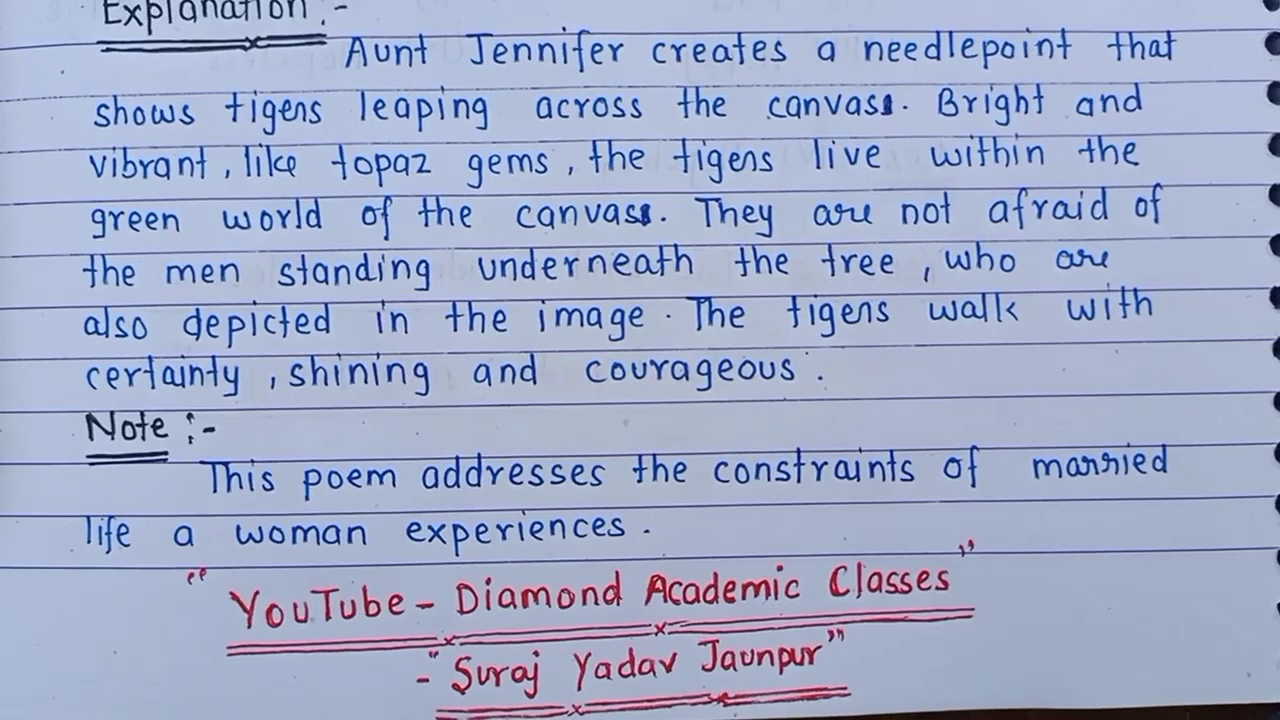 Explanation :-
Aunt Jennifer creates a needlepoint that
shows tigers leaping across the canvas. Bright and
vibrant, like topaz gems, the tigers live within the
green world of the canvas. They are not afraid of
the men standing underneath the tree, who are
also depicted in the image. The tigers walk with
certainty, shining and courageous.
Note :-
This poem addresses the constraints of married
life a woman experiences.
"YouTube - Diamond Academic Classes"
- "Suraj Yadav Jaunpur"